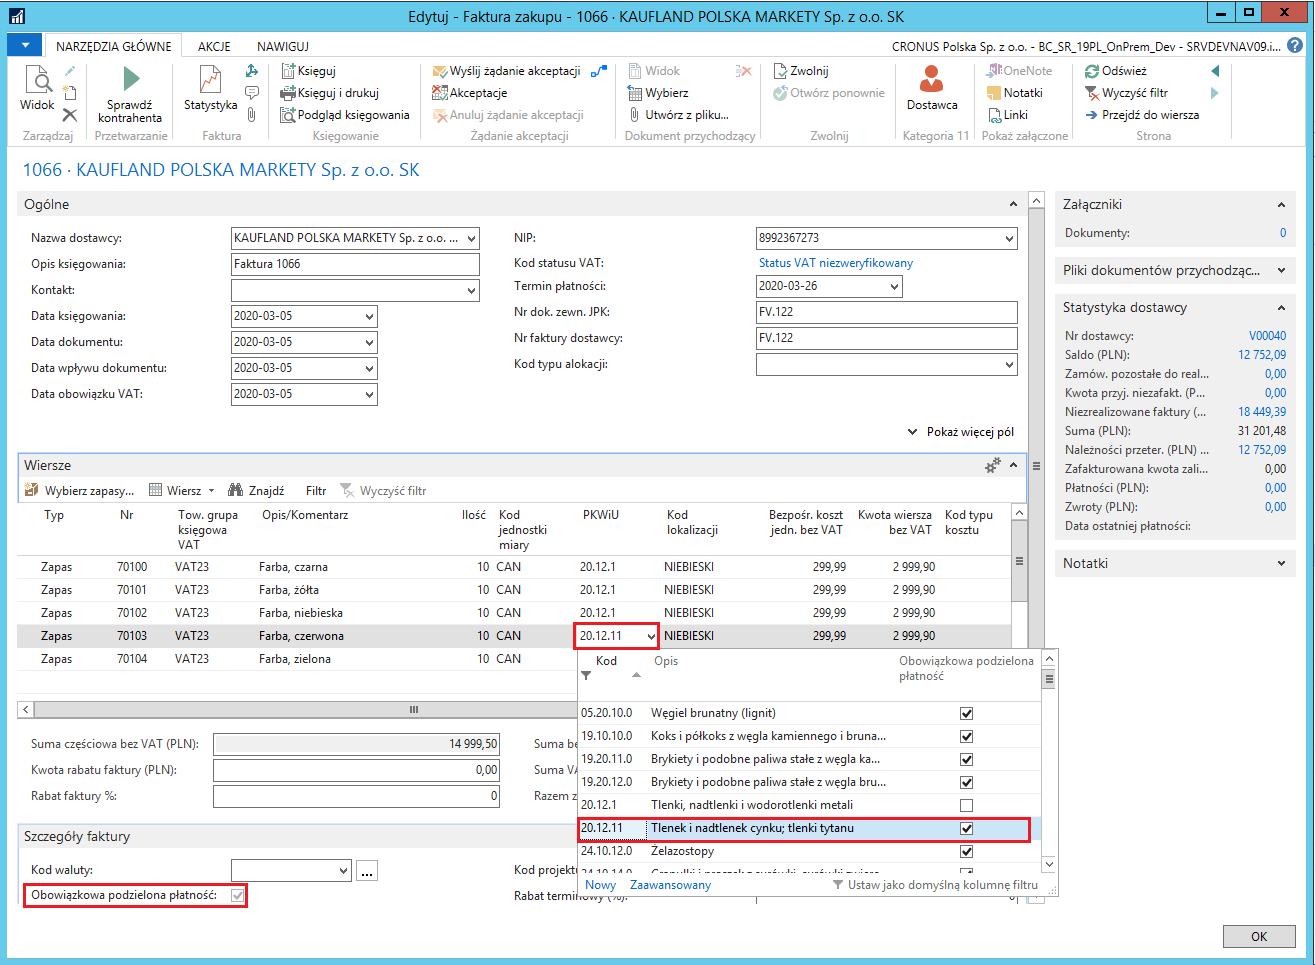 Edytuj - Faktura zakupu - 1066 · KAUFLAND POLSKA MARKETY Sp. z o.o. SK
NARZĘDZIA GŁÓWNE AKCJE NAWIGUJ
CRONUS Polska Sp. z o.o. - BC_SR_19PL_OnPrem_Dev - SRVDEVNAV09.i...
Widok
Zarządzaj
Sprawdź kontrahenta
Przetwarzanie
Statystyka
Faktura
Księguj
Księguj i drukuj
Podgląd księgowania
Księgowanie
Wyślij żądanie akceptacji
Akceptacje
Anuluj żądanie akceptacji
Żądanie akceptacji
Widok
Wybierz
Utwórz z pliku...
Dokument przychodzący
Zwolnij
Otwórz ponownie
Zwolnij
Dostawca
Kategoria 11
OneNote
Notatki
Linki
Pokaż załączone
Odśwież
Wyczyść filtr
Przejdź do wiersza
Strona
1066 · KAUFLAND POLSKA MARKETY Sp. z o.o. SK
Ogólne
Nazwa dostawcy: KAUFLAND POLSKA MARKETY Sp. z o.o. ...
Opis księgowania: Faktura 1066
Kontakt:
Data księgowania: 2020-03-05
Data dokumentu: 2020-03-05
Data wpływu dokumentu: 2020-03-05
Data obowiązku VAT: 2020-03-05
NIP: 8992367273
Kod statusu VAT: Status VAT niezweryfikowany
Termin płatności: 2020-03-26
Nr dok. zewn. JPK: FV.122
Nr faktury dostawcy: FV.122
Kod typu alokacji:
Pokaż więcej pól
Wiersze
Wybierz zapasy... Wiersz Znajdź Filtr Wyczyść filtr
Typ Nr Tow. grupa księgowa VAT Opis/Komentarz Ilość Kod jednostki miary PKWiU Kod lokalizacji Bezpośr. koszt jedn. bez VAT Kwota wiersza bez VAT Kod typu kosztu
Zapas 70100 VAT23 Farba, czarna 10 CAN 20.12.1 NIEBIESKI 299,99 2 999,90
Zapas 70101 VAT23 Farba, żółta 10 CAN 20.12.1 NIEBIESKI 299,99 2 999,90
Zapas 70102 VAT23 Farba, niebieska 10 CAN 20.12.1 NIEBIESKI 299,99 2 999,90
Zapas 70103 VAT23 Farba, czerwona 10 CAN 20.12.11 NIEBIESKI 299,99 2 999,90
Zapas 70104 VAT23 Farba, zielona 10 CAN
Kod Opis Obowiązkowa podzielona płatność
05.20.10.0 Węgiel brunatny (lignit)
19.10.10.0 Koks i półkoks z węgla kamiennego i bruna...
19.20.11.0 Brykiety i podobne paliwa stałe z węgla ka...
19.20.12.0 Brykiety i podobne paliwa stałe z węgla bru...
20.12.1 Tlenki, nadtlenki i wodorotlenki metali
20.12.11 Tlenek i nadtlenek cynku; tlenki tytanu
24.10.12.0 Żelazostopy
Nowy Zaawansowany Ustaw jako domyślną kolumnę filtru
Suma częściowa bez VAT (PLN): 14 999,50
Kwota rabatu faktury (PLN): 0,00
Rabat faktury %: 0
Suma be
Suma VA
Razem z
Szczegóły faktury
Kod waluty: ...
Obowiązkowa podzielona płatność:
Kod projektu
Rabat terminowy (%):
Załączniki
Dokumenty: 0
Pliki dokumentów przychodząc...
Statystyka dostawcy
Nr dostawcy: V00040
Saldo (PLN): 12 752,09
Zamów. pozostałe do real... 0,00
Kwota przyj. niezafakt. (P... 0,00
Niezrealizowane faktury (... 18 449,39
Suma (PLN): 31 201,48
Należności przeter. (PLN) ... 12 752,09
Zafakturowana kwota zali... 0,00
Płatności (PLN): 0,00
Zwroty (PLN): 0,00
Data ostatniej płatności:
Notatki
OK